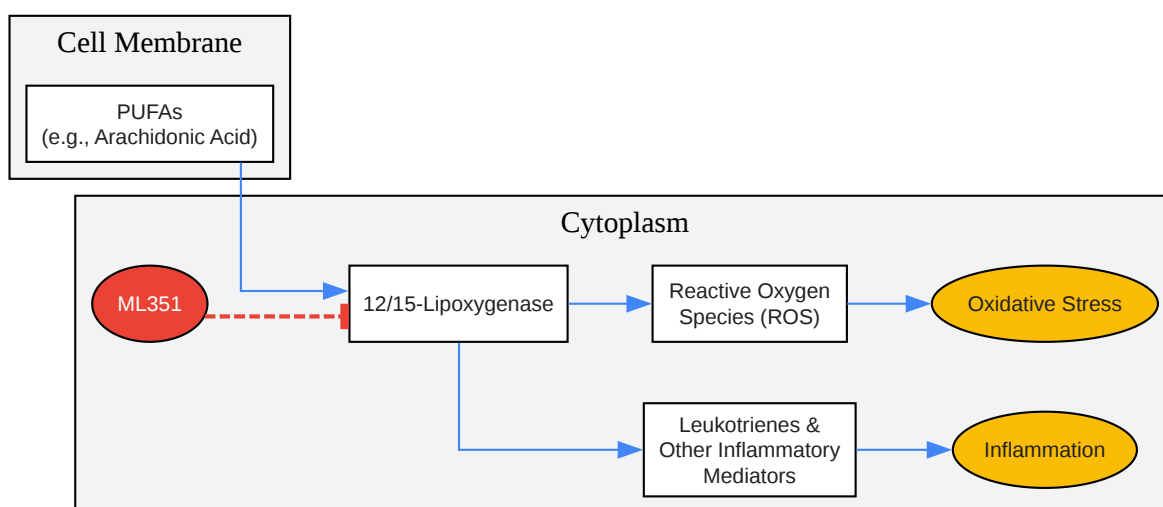 Cell Membrane
PUFAs
(e.g., Arachidonic Acid)
Cytoplasm
ML351
12/15-Lipoxygenase
Reactive Oxygen
Species (ROS)
Oxidative Stress
Leukotrienes &
Other Inflammatory
Mediators
Inflammation